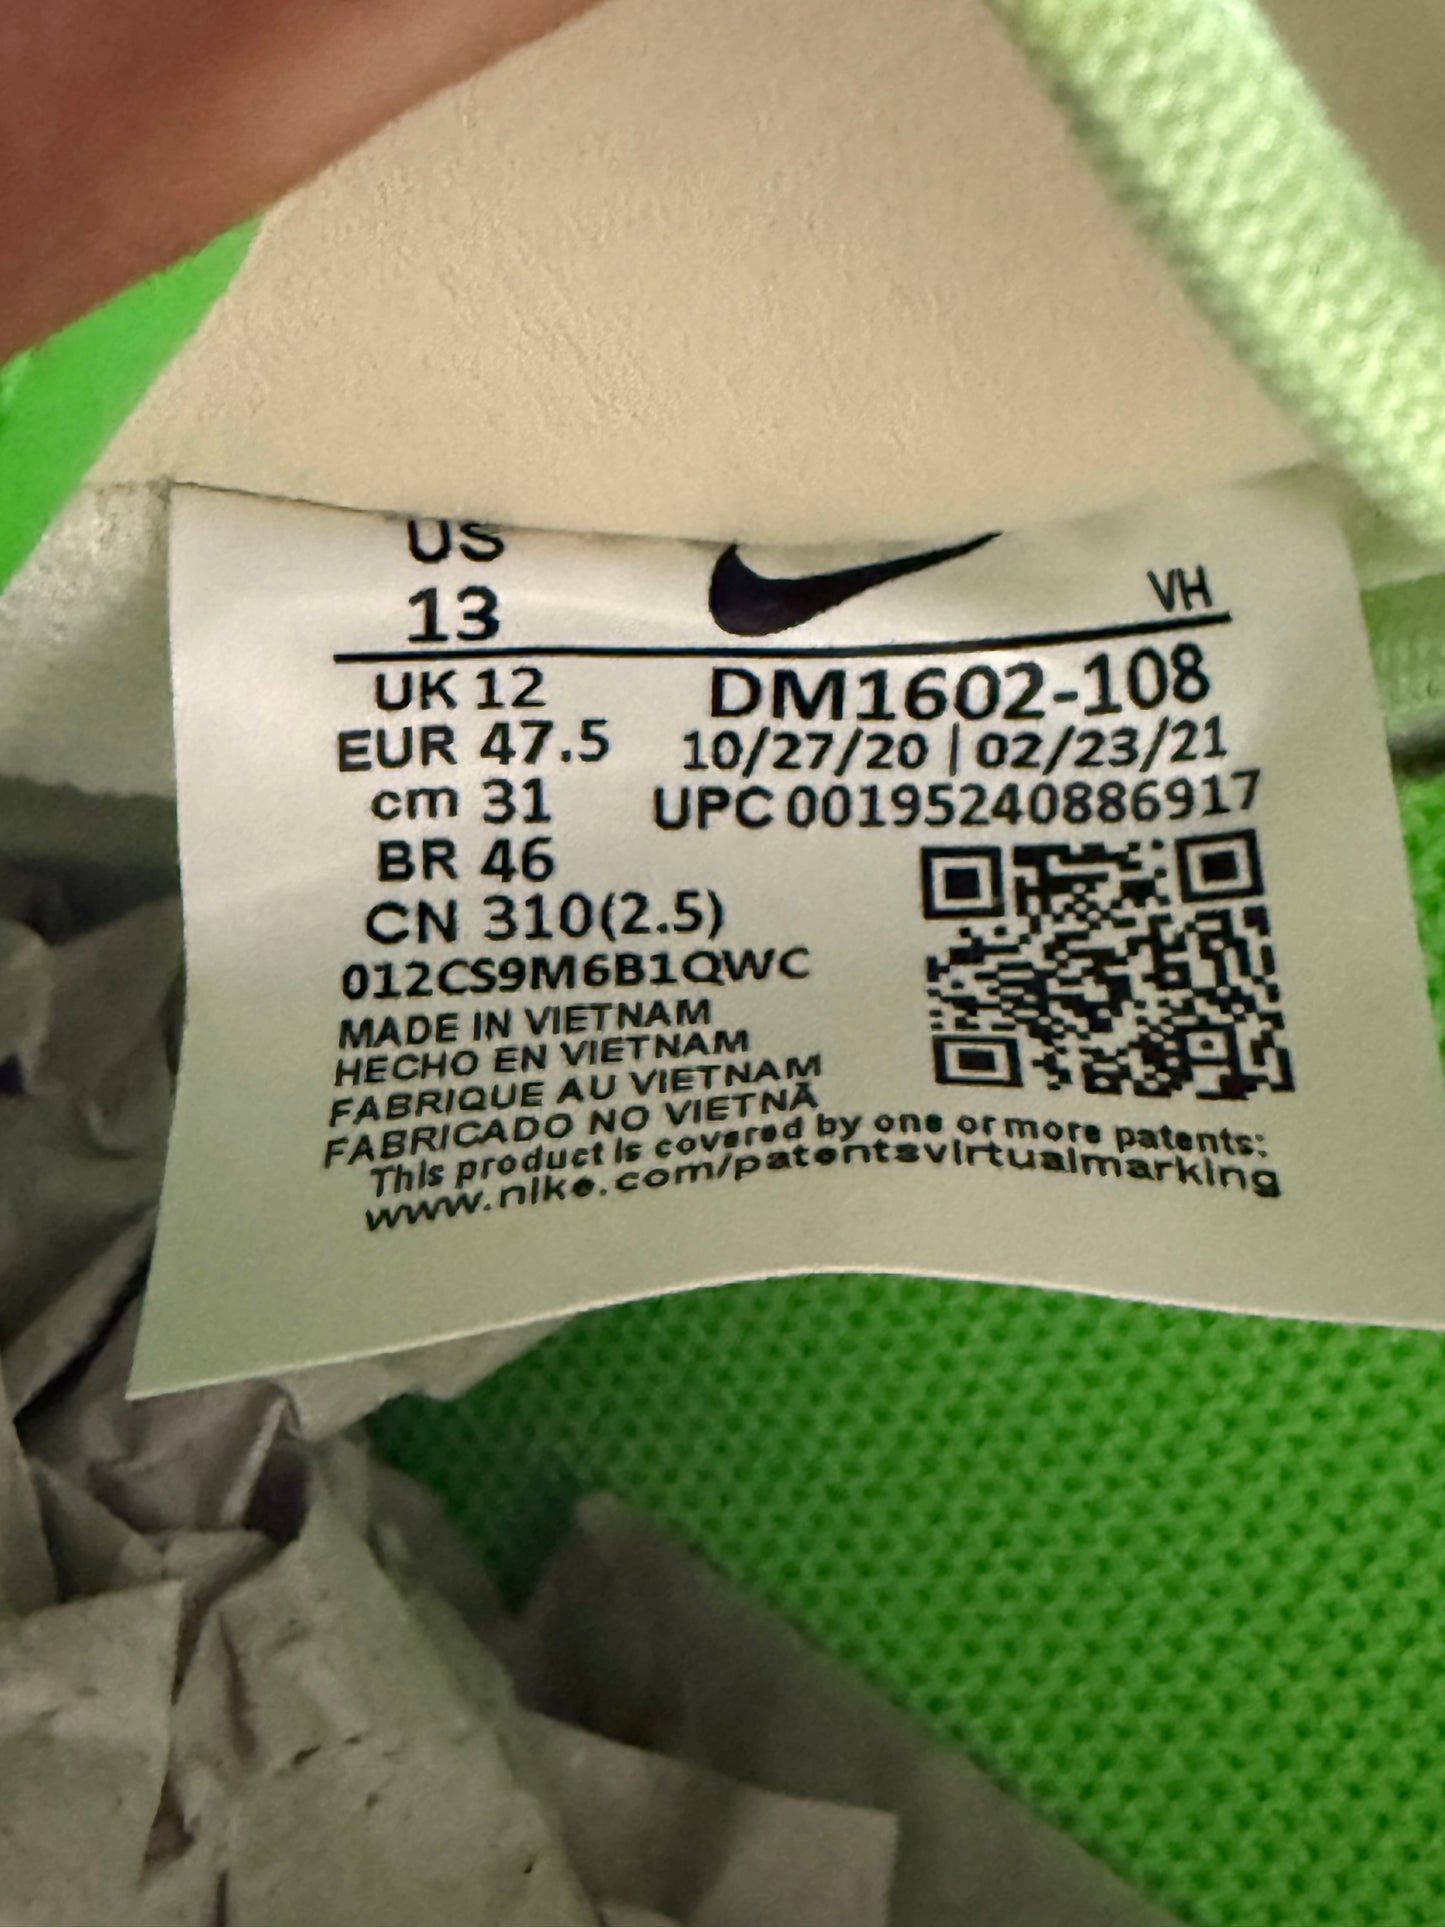 US
13
VH
UK 12
DM1602-108
EUR 47.5
10/27/20 | 02/23/21
cm 31
UPC 00195240886917
BR 46
CN 310(2.5)
012CS9M6B1QWC
MADE IN VIETNAM
HECHO EN VIETNAM
FABRIQUE AU VIETNAM
FABRICADO NO VIETNÃ
This product is covered by one or more patents:
www.nike.com/patentsvirtualmarking